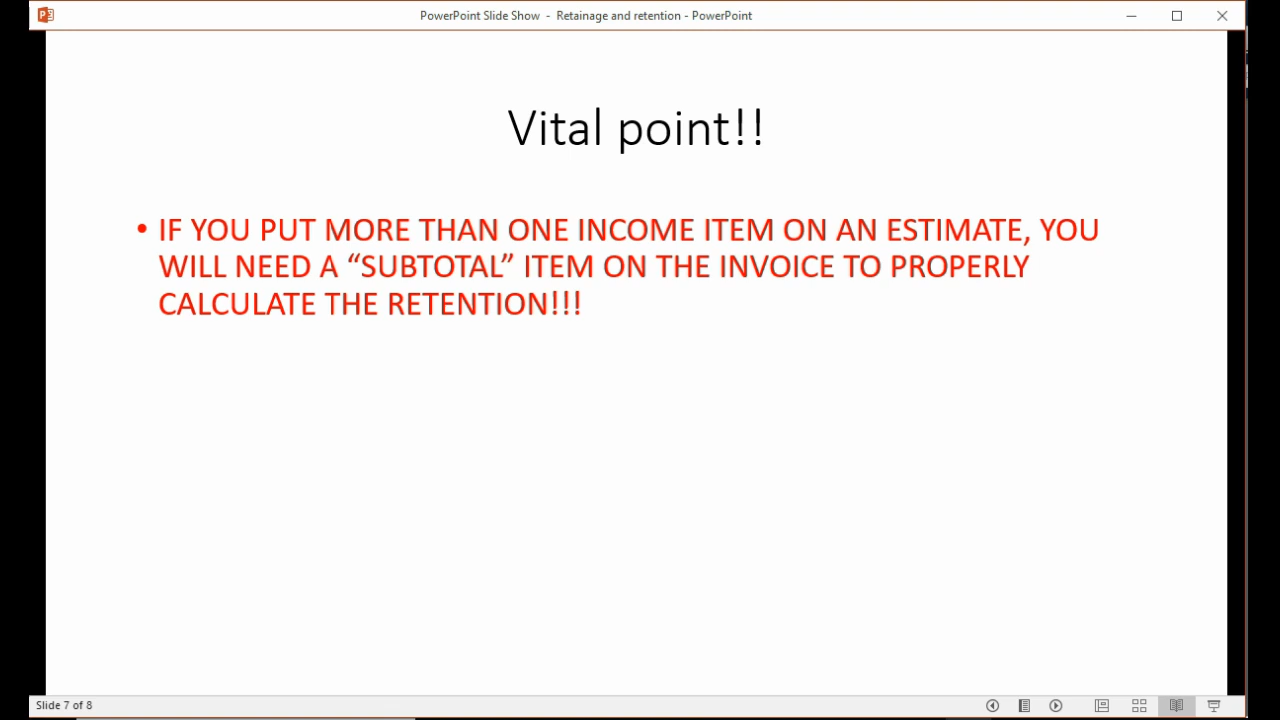 PowerPoint Slide Show - Retainage and retention - PowerPoint
Vital point!!
• IF YOU PUT MORE THAN ONE INCOME ITEM ON AN ESTIMATE, YOU
WILL NEED A “SUBTOTAL” ITEM ON THE INVOICE TO PROPERLY
CALCULATE THE RETENTION!!!
Slide 7 of 8